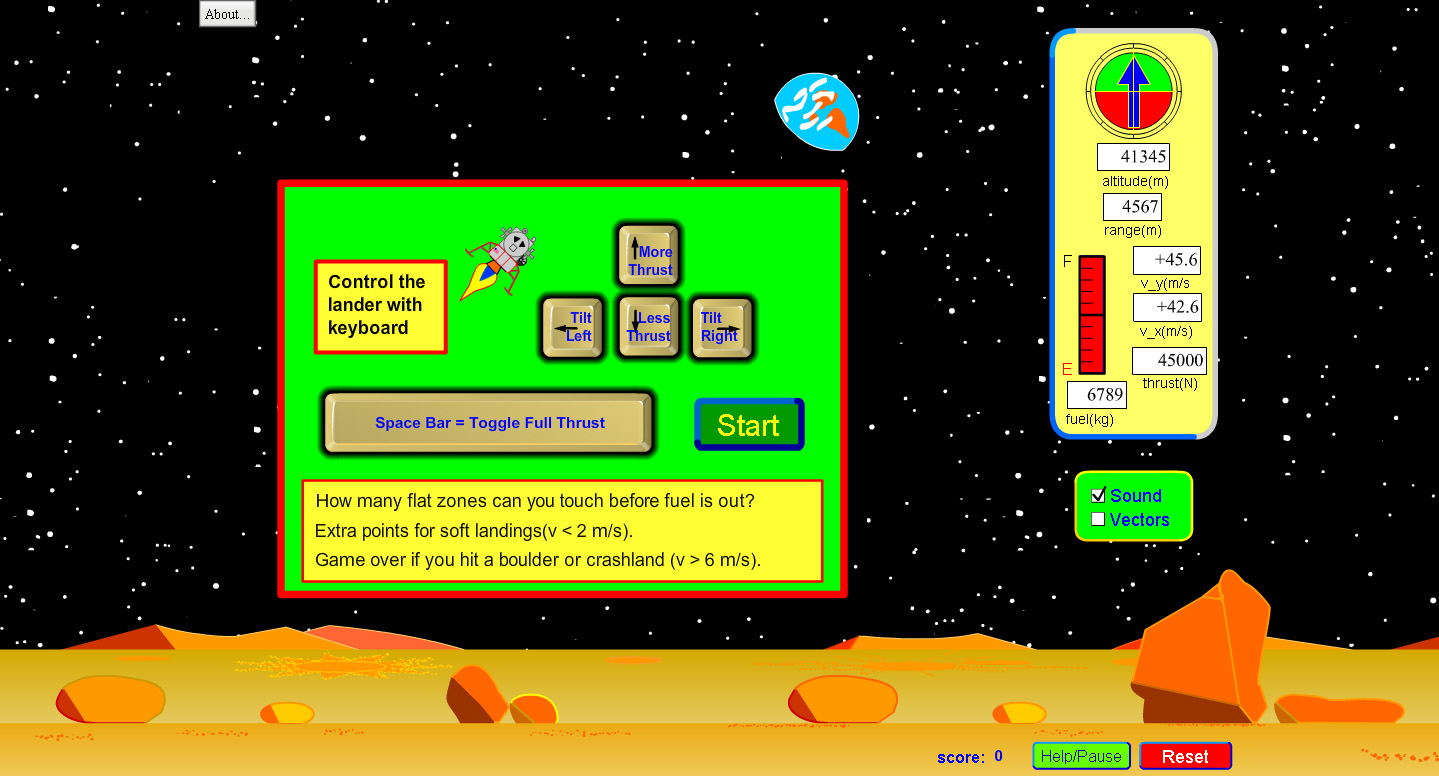 About...
41345
altitude(m)
4567
range(m)
F
+45.6
v_y(m/s
+42.6
v_x(m/s)
E
45000
thrust(N)
6789
fuel(kg)
Control the
lander with
keyboard
More
Thrust
Tilt
Left
Less
Thrust
Tilt
Right
Space Bar = Toggle Full Thrust
Start
How many flat zones can you touch before fuel is out?
Extra points for soft landings(v < 2 m/s).
Game over if you hit a boulder or crashland (v > 6 m/s).
Sound
Vectors
score: 0
Help/Pause
Reset